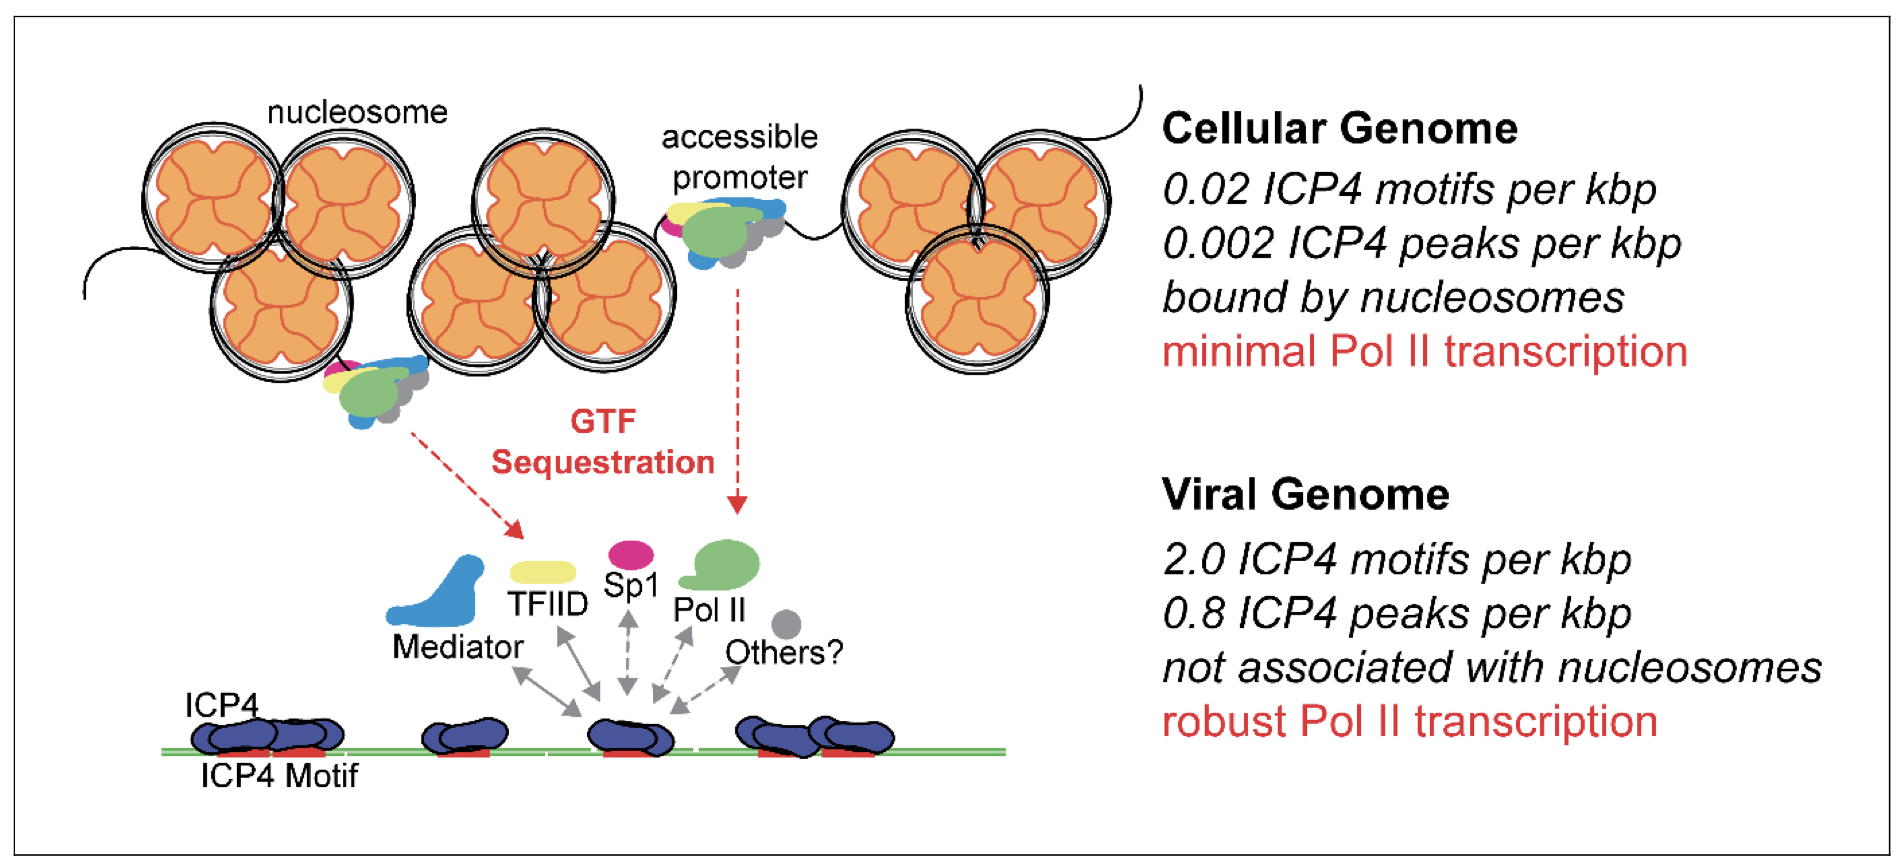 nucleosome
accessible
promoter
GTF
Sequestration
Mediator
TFIID
Sp1
Pol II
Others?
ICP4
ICP4 Motif
Cellular Genome
0.02 ICP4 motifs per kbp
0.002 ICP4 peaks per kbp
bound by nucleosomes
minimal Pol II transcription
Viral Genome
2.0 ICP4 motifs per kbp
0.8 ICP4 peaks per kbp
not associated with nucleosomes
robust Pol II transcription